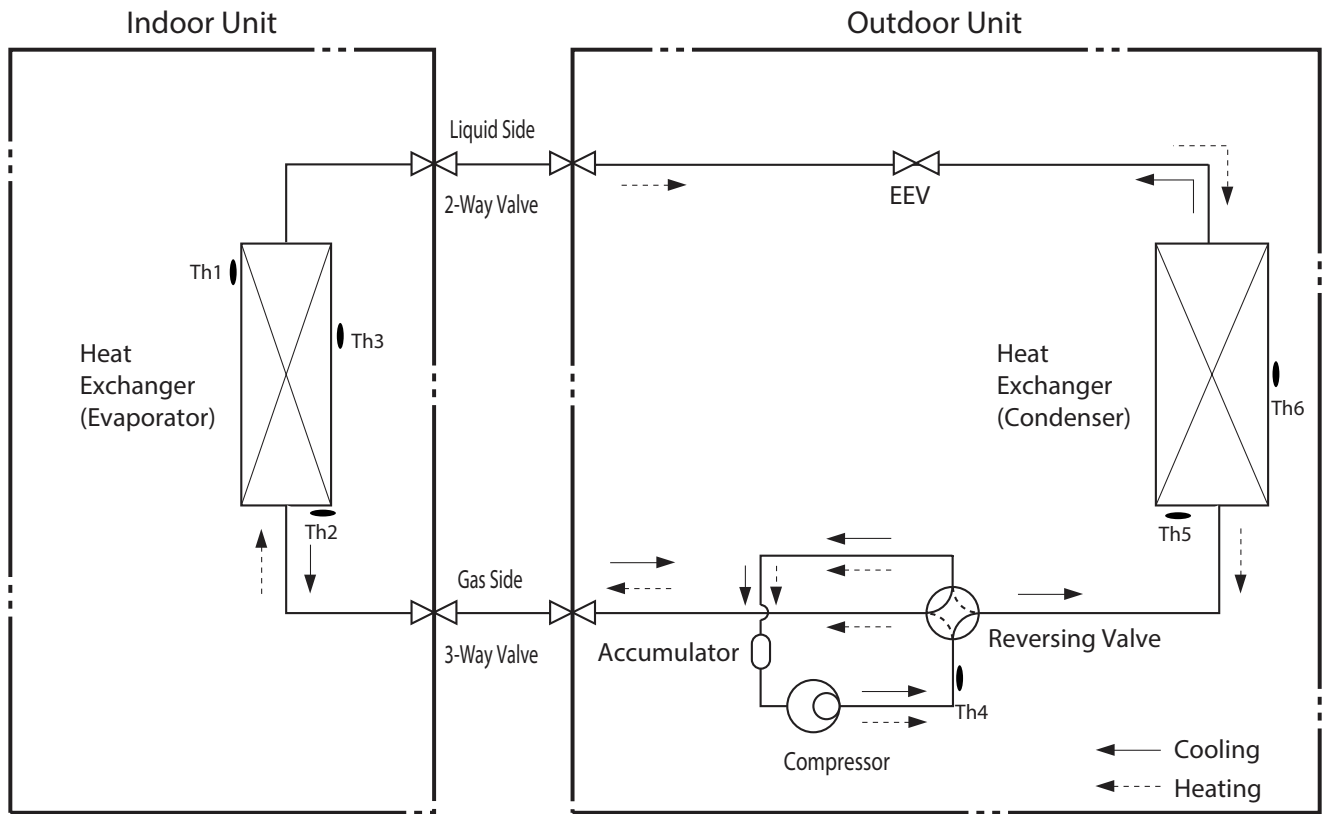 Indoor Unit
Outdoor Unit
Liquid Side
2-Way Valve
EEV
Th1
Th3
Heat
Exchanger
(Evaporator)
Heat
Exchanger
(Condenser)
Th6
Th2
Th5
Gas Side
3-Way Valve
Accumulator
Reversing Valve
Th4
Compressor
Cooling
Heating